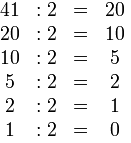 41 : 2 = 20
20 : 2 = 10
10 : 2 = 5
5 : 2 = 2
2 : 2 = 1
1 : 2 = 0